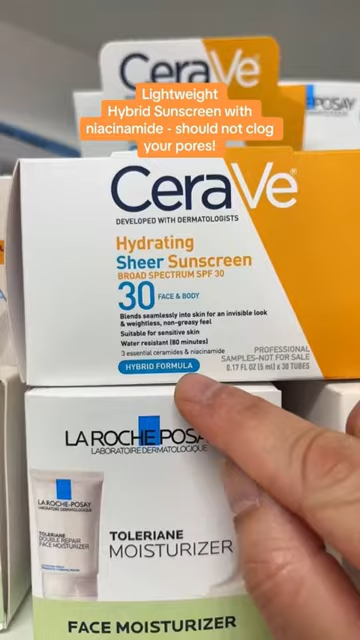 CeraVe
Lightweight
Hybrid Sunscreen with
niacinamide - should not clog
your pores!
CeraVe®
DEVELOPED WITH DERMATOLOGISTS
Hydrating
Sheer Sunscreen
BROAD SPECTRUM SPF 30
30 FACE & BODY
Blends seamlessly into skin for an invisible look
& weightless, non-greasy feel
Suitable for sensitive skin
Water resistant (80 minutes)
3 essential ceramides & niacinamide
HYBRID FORMULA
PROFESSIONAL
SAMPLES-NOT FOR SALE
0.17 FL OZ (5 ml) x 30 TUBES
LA ROCHE POSA
LABORATOIRE DERMATOLOGIQUE
LA ROCHE-POSAY
LABORATOIRE DERMATOLOGIQUE
TOLERIANE
DOUBLE REPAIR
FACE MOISTURIZER
TOLERIANE
MOISTURIZER
FACE MOISTURIZER
POSAY